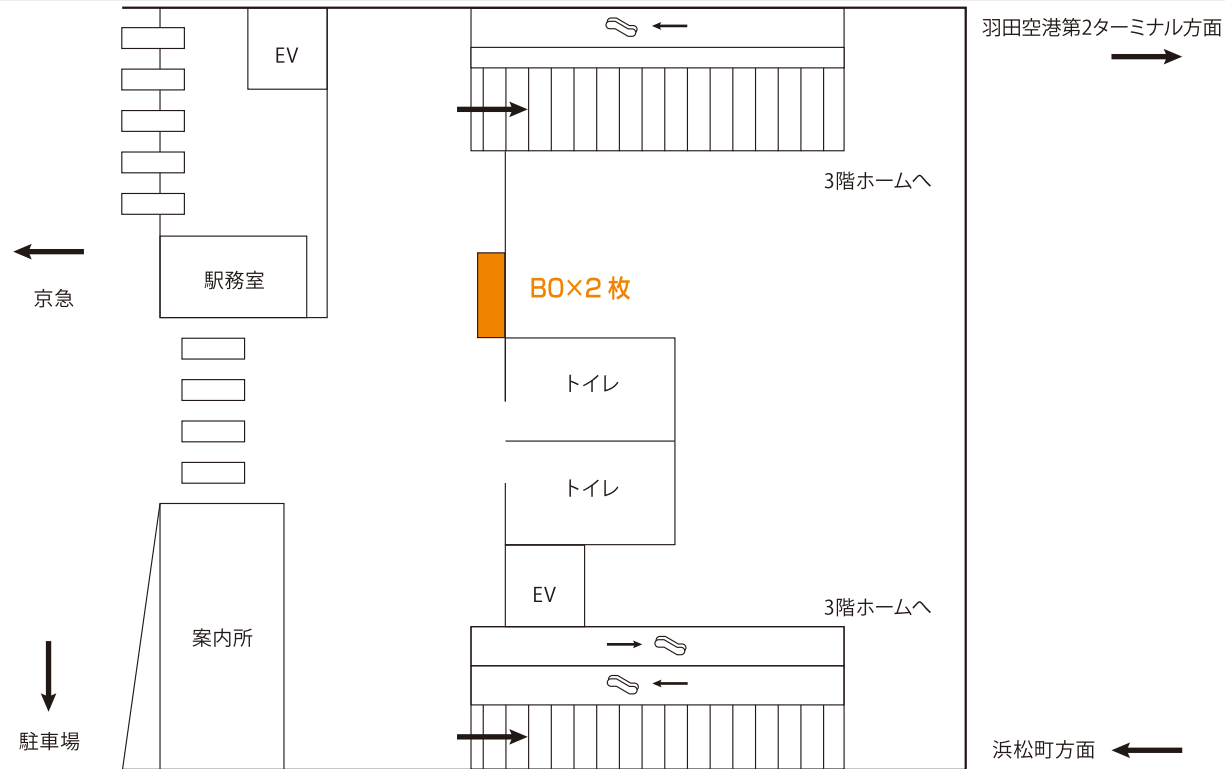 羽田空港第2ターミナル方面
EV
3階ホームへ
京急
駅務室
B0×2 枚
トイレ
トイレ
EV
3階ホームへ
案内所
駐車場
浜松町方面